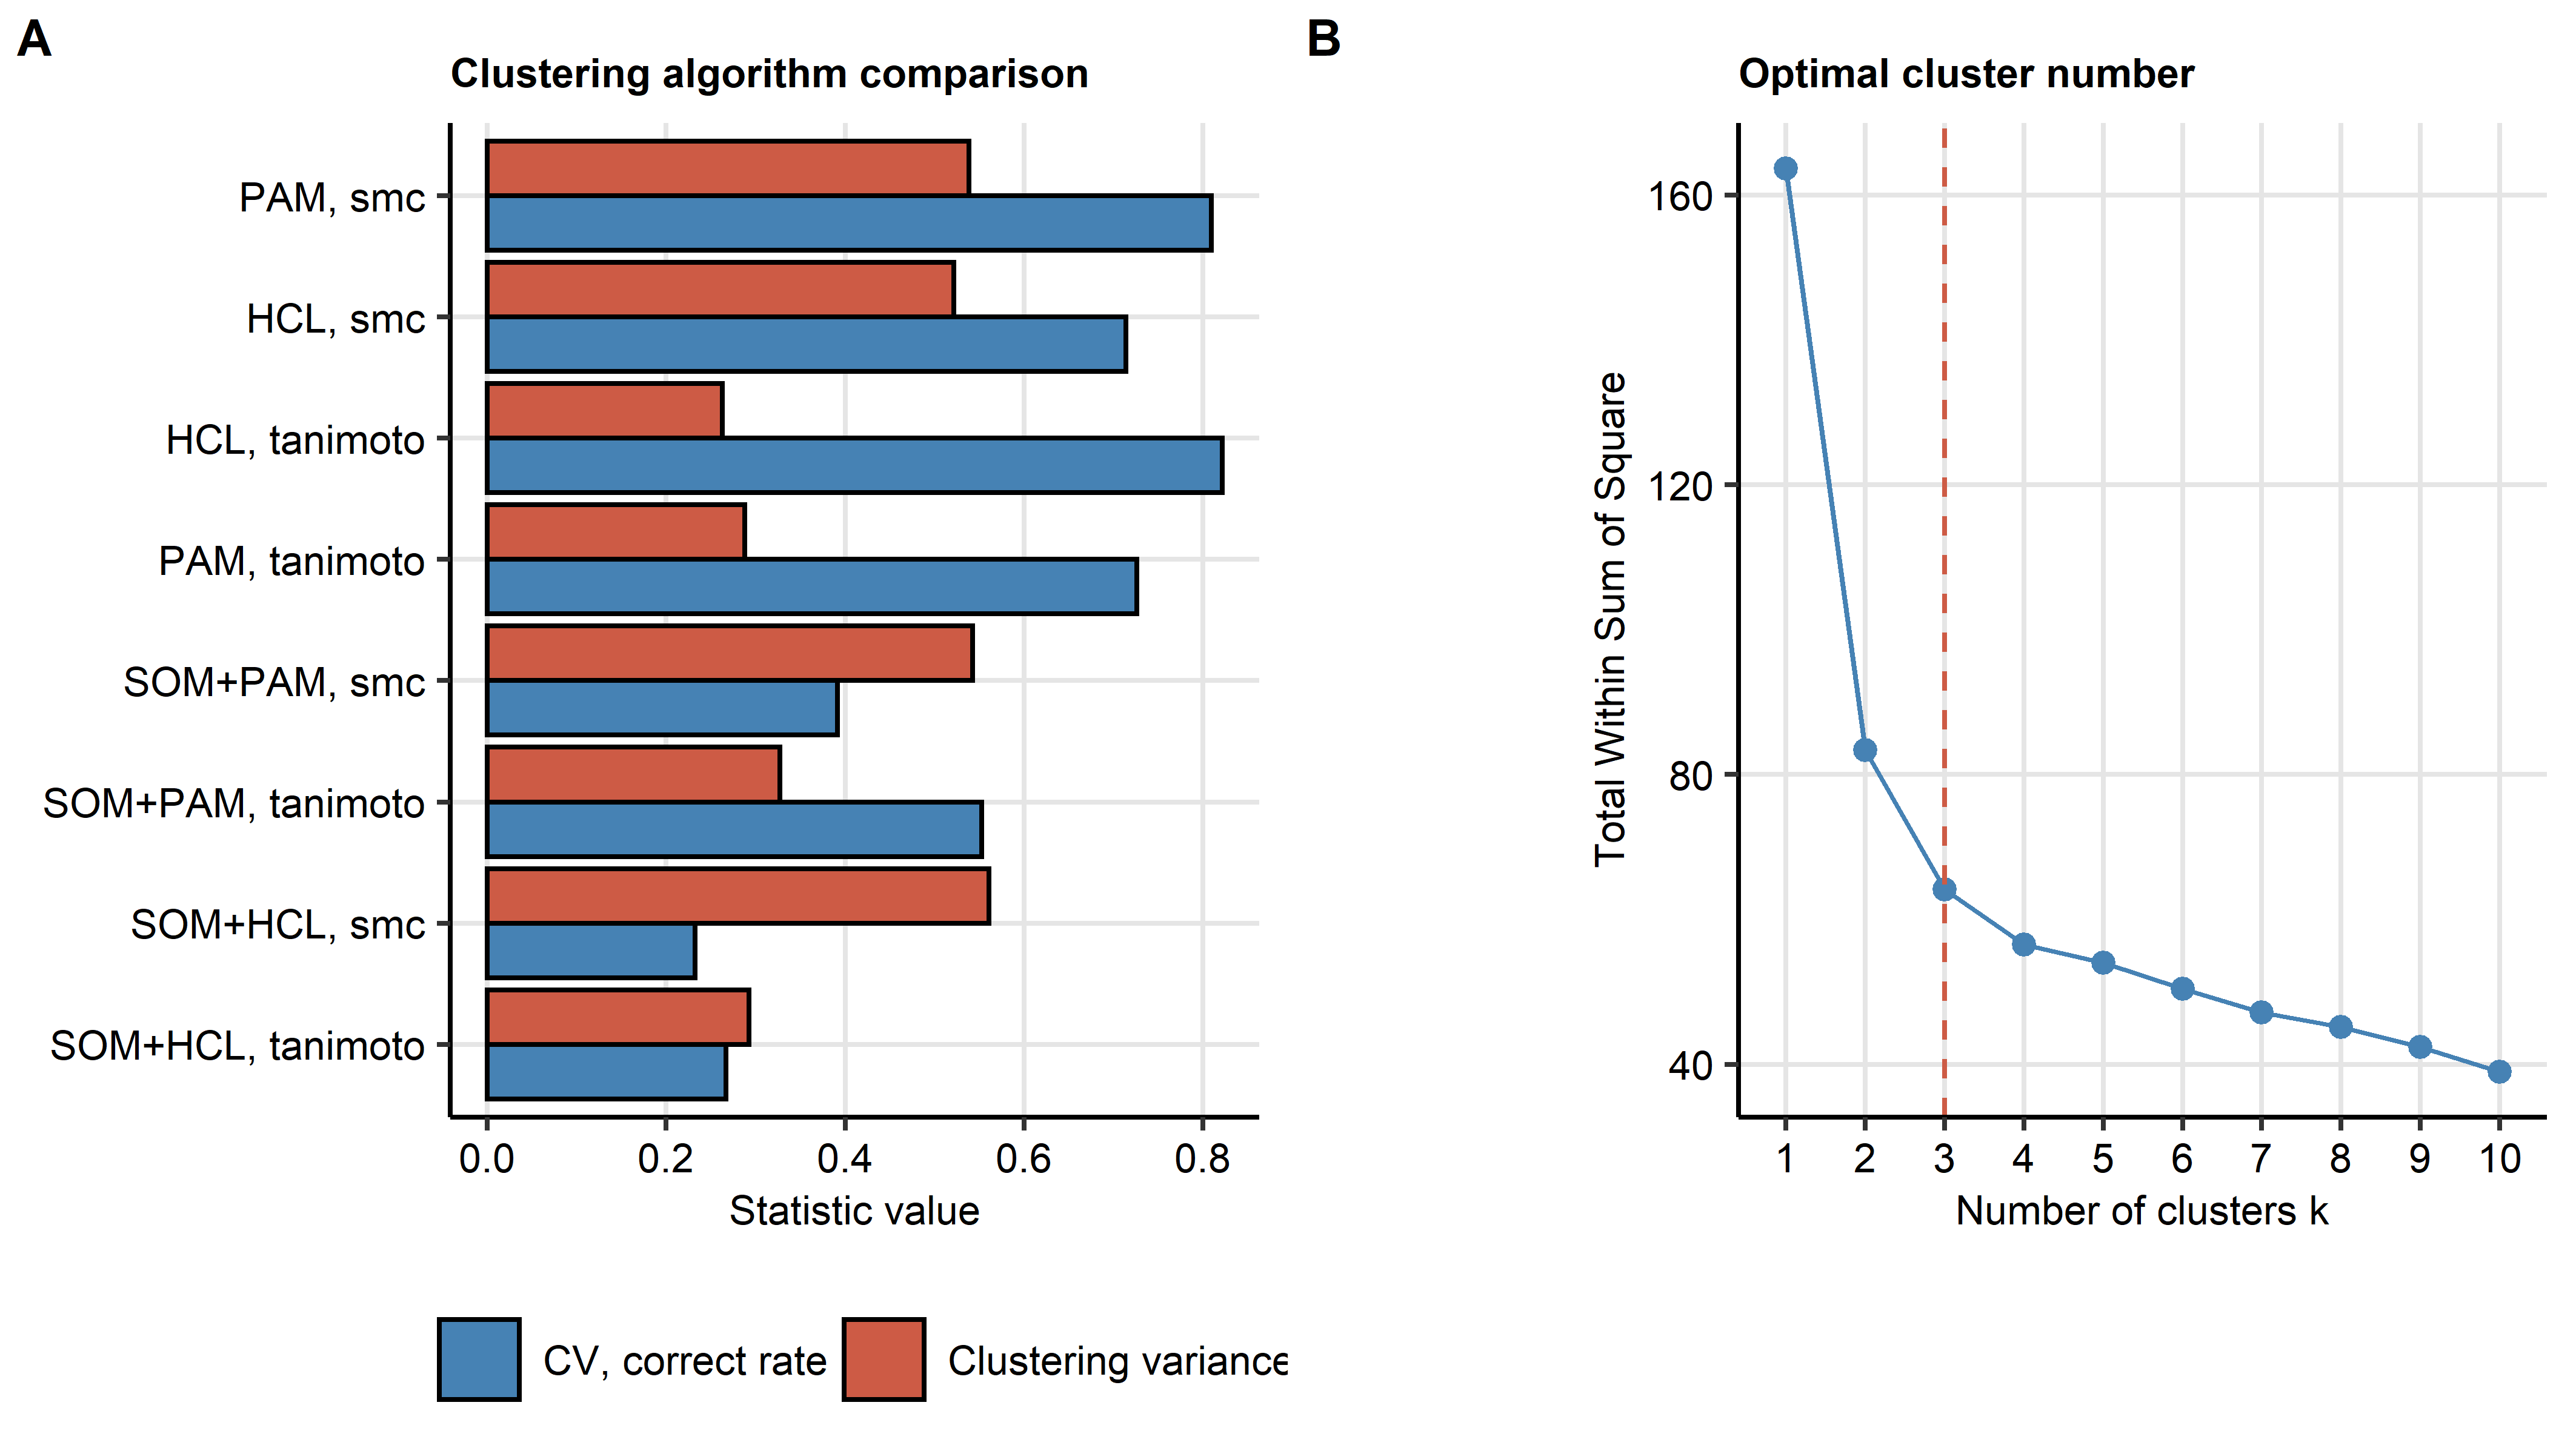 A
Clustering algorithm comparison
PAM, smc
HCL, smc
HCL, tanimoto
PAM, tanimoto
SOM+PAM, smc
SOM+PAM, tanimoto
SOM+HCL, smc
SOM+HCL, tanimoto
0.0 0.2 0.4 0.6 0.8
Statistic value
CV, correct rate Clustering variance
B
Optimal cluster number
Total Within Sum of Square
160
120
80
40
1 2 3 4 5 6 7 8 9 10
Number of clusters k